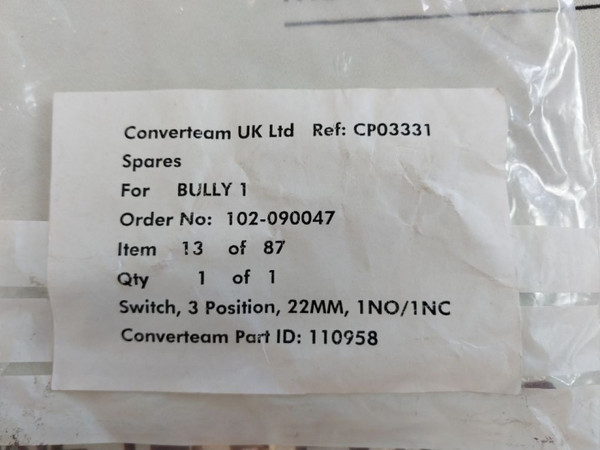 Converteam UK Ltd Ref: CP03331
Spares
For BULLY 1
Order No: 102-090047
Item 13 of 87
Qty 1 of 1
Switch, 3 Position, 22MM, 1NO/1NC
Converteam Part ID: 110958